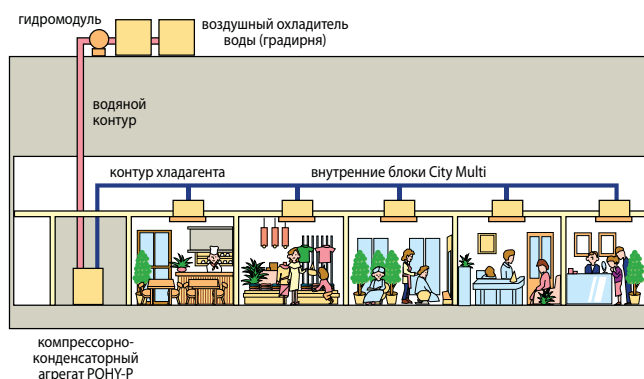 гидромодуль
воздушный охладитель
воды (градирня)
водяной
контур
контур хладагента
внутренние блоки City Multi
компрессорно-
конденсаторный
агрегат PQHY-P